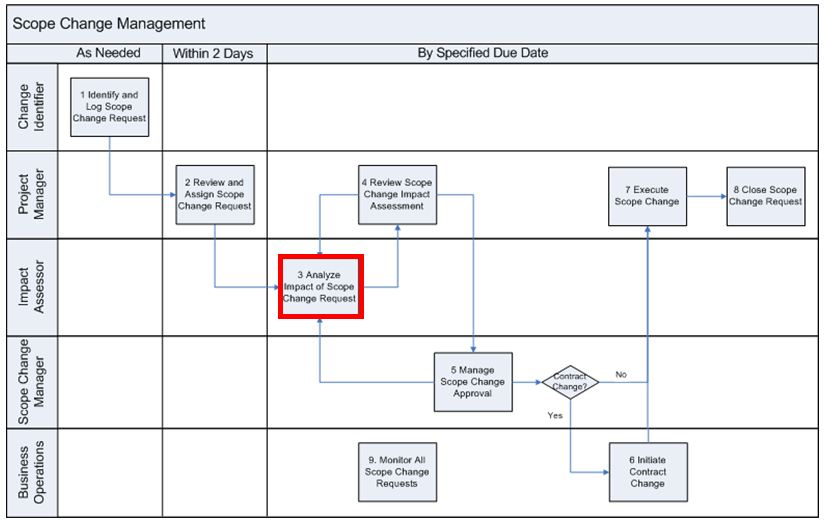 Scope Change Management
As Needed
Within 2 Days
By Specified Due Date
Change
Identifier
1 Identify and
Log Scope
Change Request
Project
Manager
2 Review and
Assign Scope
Change Request
4 Review Scope
Change Impact
Assessment
7 Execute
Scope Change
8 Close Scope
Change Request
Impact
Assessor
3 Analyze
Impact of Scope
Change Request
Scope Change
Manager
5 Manage
Scope Change
Approval
Contract
Change?
No
Yes
Business
Operations
9. Monitor All
Scope Change
Requests
6 Initiate
Contract
Change